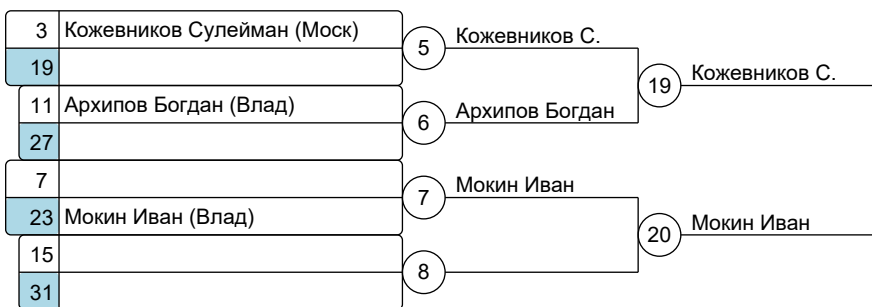 3 Кожевников Сулейман (Моск)
5 Кожевников С.
19
19 Кожевников С.
11 Архипов Богдан (Влад)
6 Архипов Богдан
27
7
7 Мокин Иван
23 Мокин Иван (Влад)
20 Мокин Иван
15
8
31